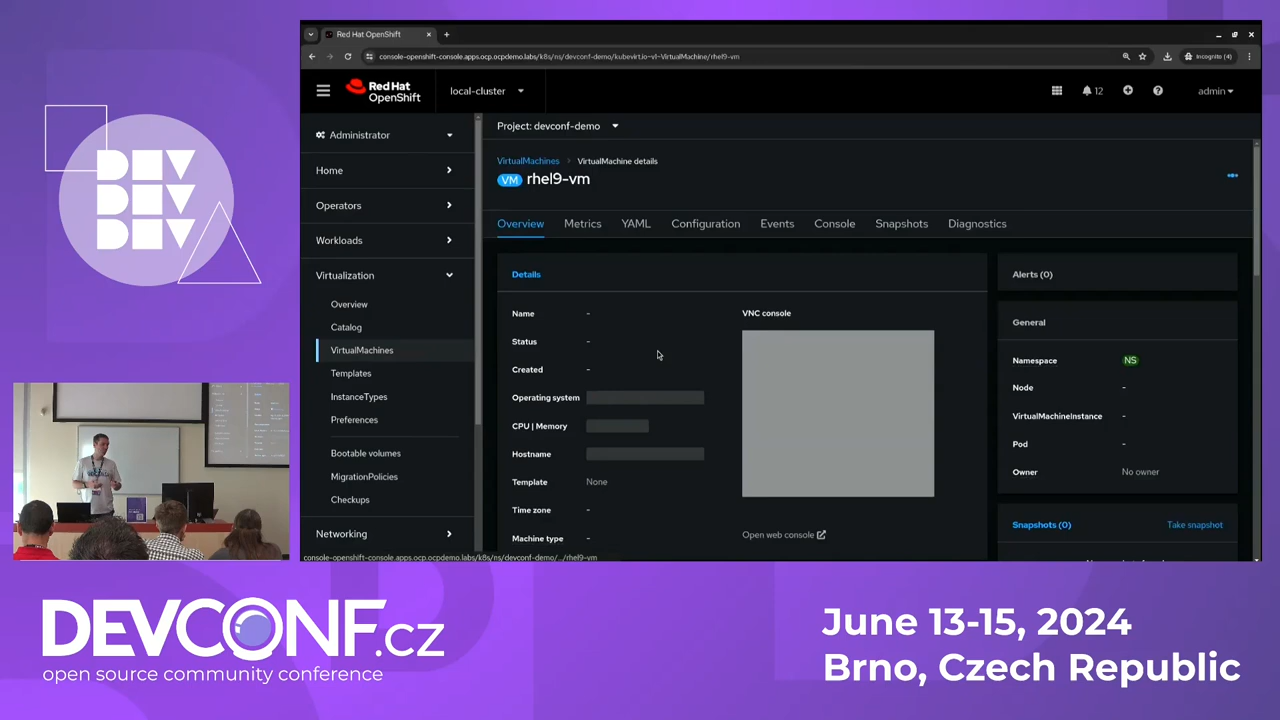 DEV
DEV
DEV
Red Hat OpenShift
console-openshift-console.apps.ocp.ocpdemo.labs/k8s/ns/devconf-demo/kubevirt.io~v1~VirtualMachine/rhel9-vm
Incognito (4)
Red Hat
OpenShift
local-cluster
12
admin
Administrator
Home
Operators
Workloads
Virtualization
Overview
Catalog
VirtualMachines
Templates
InstanceTypes
Preferences
Bootable volumes
MigrationPolicies
Checkups
Networking
Project: devconf-demo
VirtualMachines > VirtualMachine details
VM rhel9-vm
Overview Metrics YAML Configuration Events Console Snapshots Diagnostics
Details
Name -
Status -
Created -
Operating system
CPU | Memory
Hostname
Template None
Time zone -
Machine type -
VNC console
Open web console
Alerts (0)
General
Namespace NS
Node -
VirtualMachineInstance -
Pod -
Owner No owner
Snapshots (0) Take snapshot
console-openshift-console.apps.ocp.ocpdemo.labs/k8s/ns/devconf-demo/.../rhel9-vm
DEVCONF.cz
open source community conference
June 13-15, 2024
Brno, Czech Republic